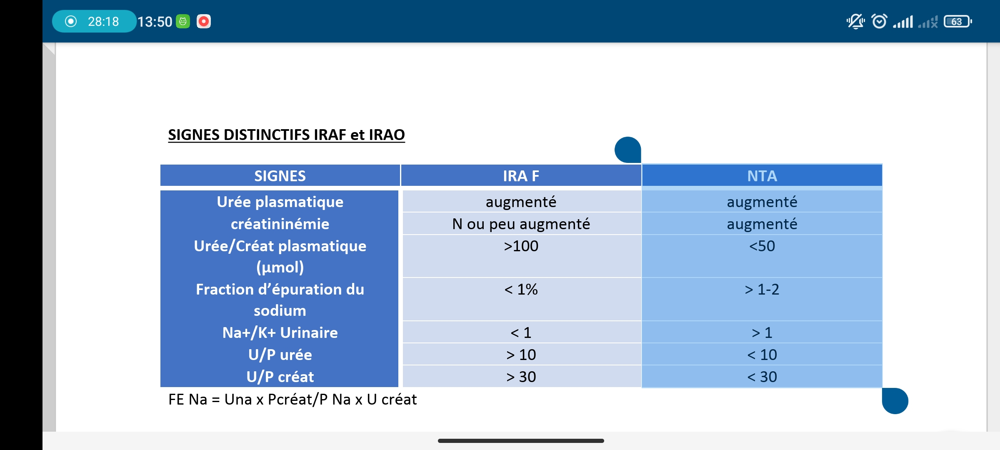 28:18 13:50 63
SIGNES DISTINCTIFS IRAF et IRAO
SIGNES IRA F NTA
Urée plasmatique augmenté augmenté
créatininémie N ou peu augmenté augmenté
Urée/Créat plasmatique >100 <50
(µmol)
Fraction d’épuration du < 1% > 1-2
sodium
Na+/K+ Urinaire < 1 > 1
U/P urée > 10 < 10
U/P créat > 30 < 30
FE Na = Una x Pcréat/P Na x U créat